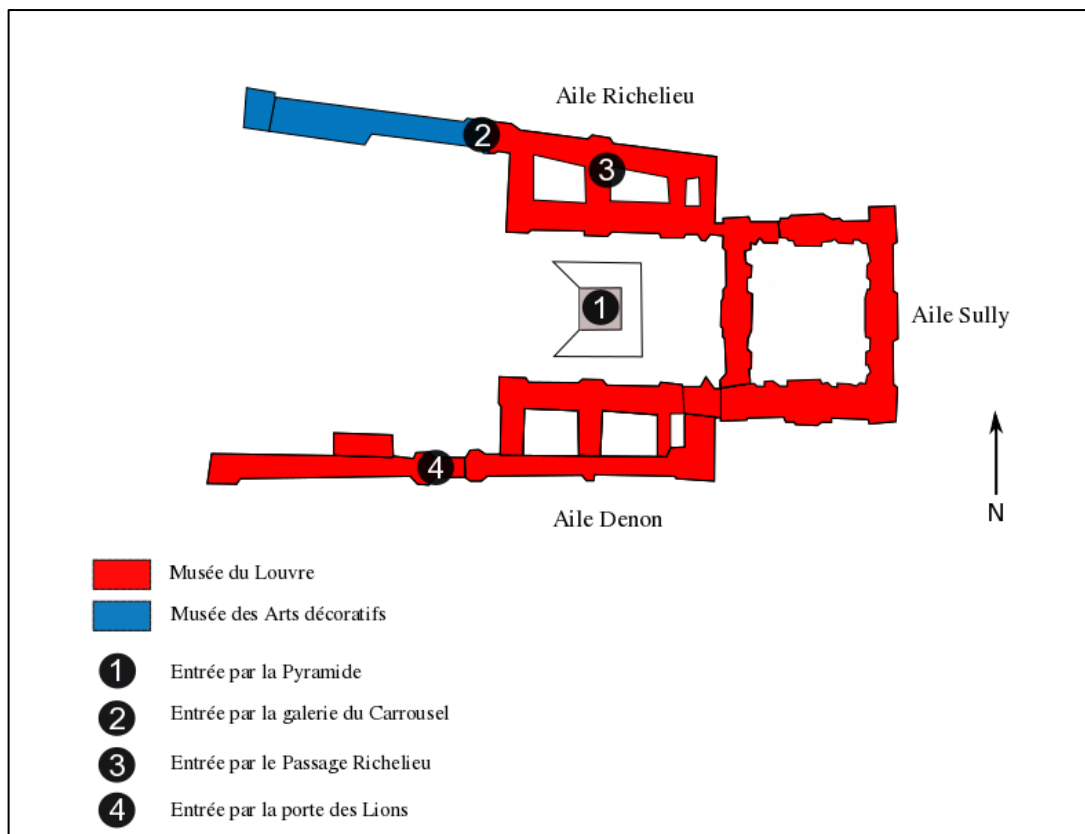 Aile Richelieu
2
3
1
Aile Sully
4
N
Aile Denon
Musée du Louvre
Musée des Arts décoratifs
1 Entrée par la Pyramide
2 Entrée par la galerie du Carrousel
3 Entrée par le Passage Richelieu
4 Entrée par la porte des Lions